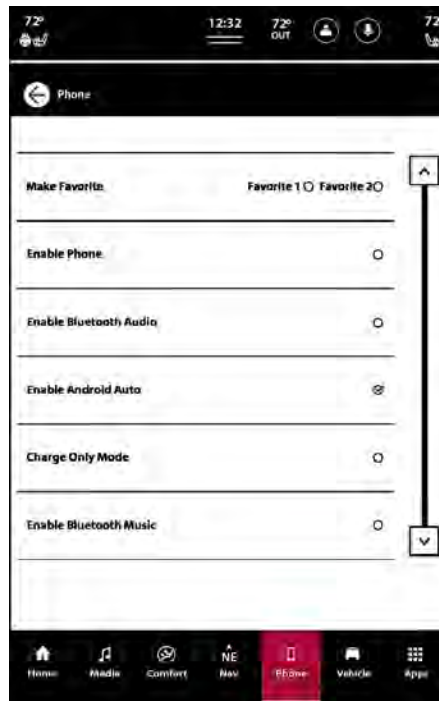 72° 12:32 72° OUT 72
Phone
Make Favorite Favorite 1 Favorite 2
Enable Phone
Enable Bluetooth Audio
Enable Android Auto
Charge Only Mode
Enable Bluetooth Music
NE
Home Media Comfort Nav Phone Vehicle Apps